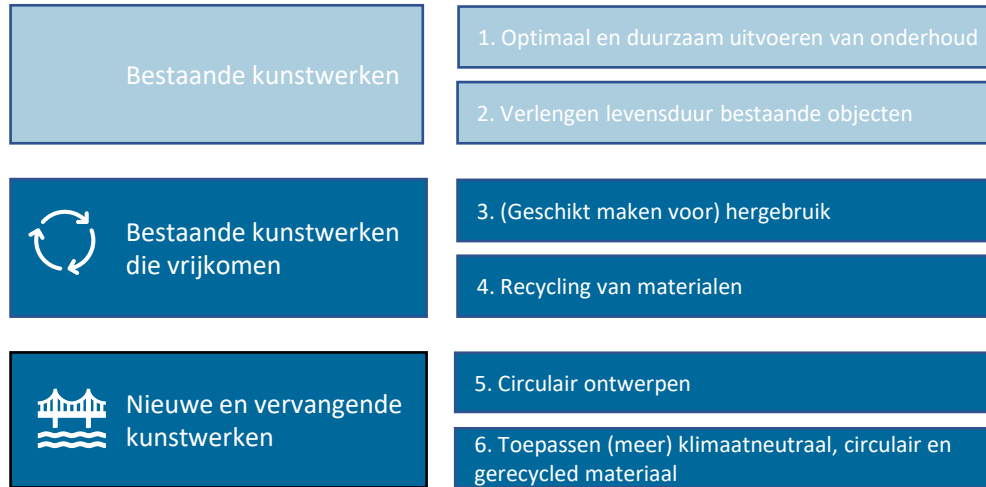 Bestaande kunstwerken
1. Optimaal en duurzaam uitvoeren van onderhoud
2. Verlengen levensduur bestaande objecten
Bestaande kunstwerken
die vrijkomen
3. (Geschikt maken voor) hergebruik
4. Recycling van materialen
Nieuwe en vervangende
kunstwerken
5. Circulair ontwerpen
6. Toepassen (meer) klimaatneutraal, circulair en
gerecycled materiaal